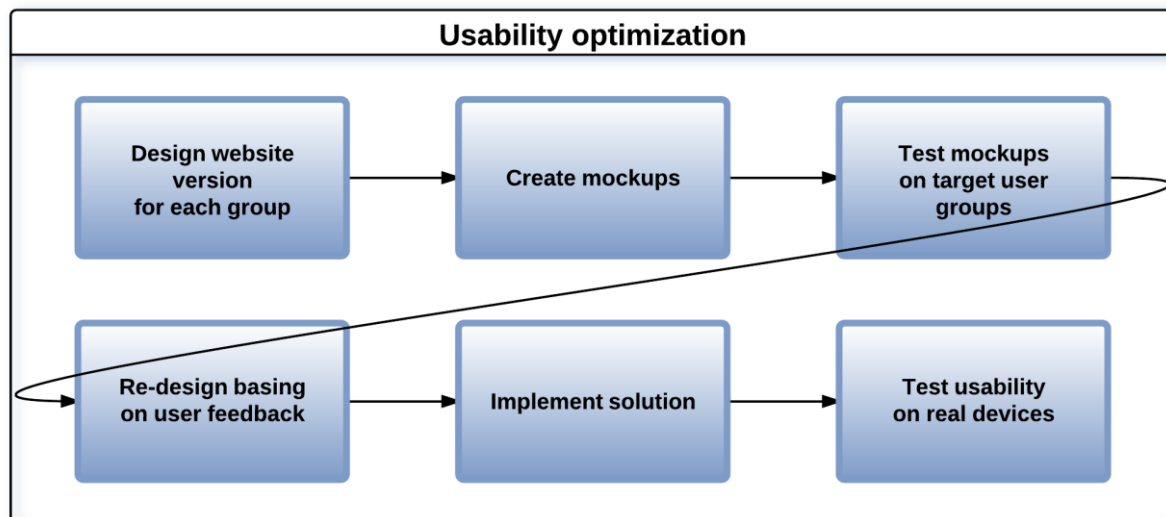 Usability optimization
Design website
version
for each group
Create mockups
Test mockups
on target user
groups
Re-design basing
on user feedback
Implement solution
Test usability
on real devices